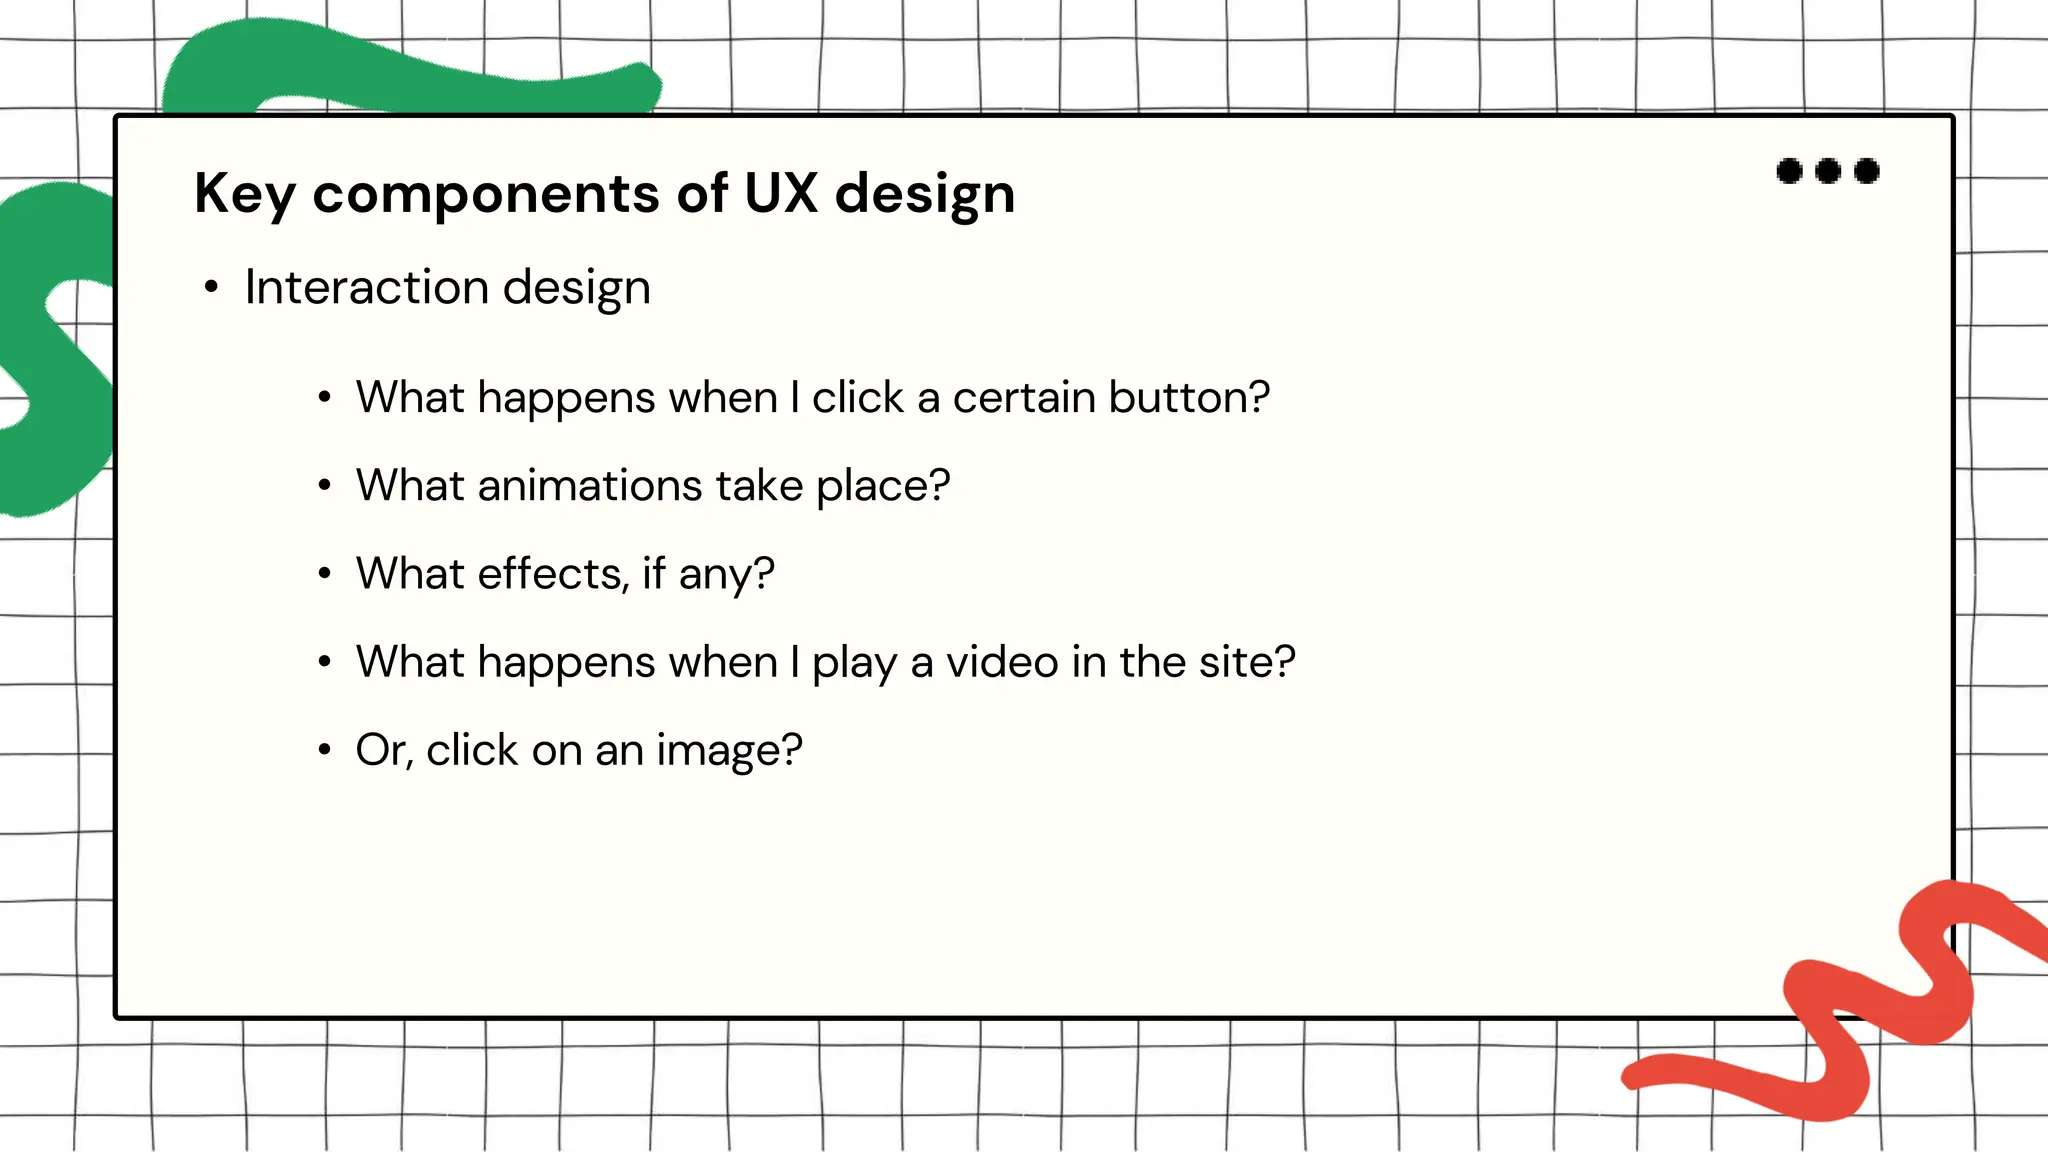 Key components of UX design
• Interaction design
• What happens when I click a certain button?
• What animations take place?
• What effects, if any?
• What happens when I play a video in the site?
• Or, click on an image?